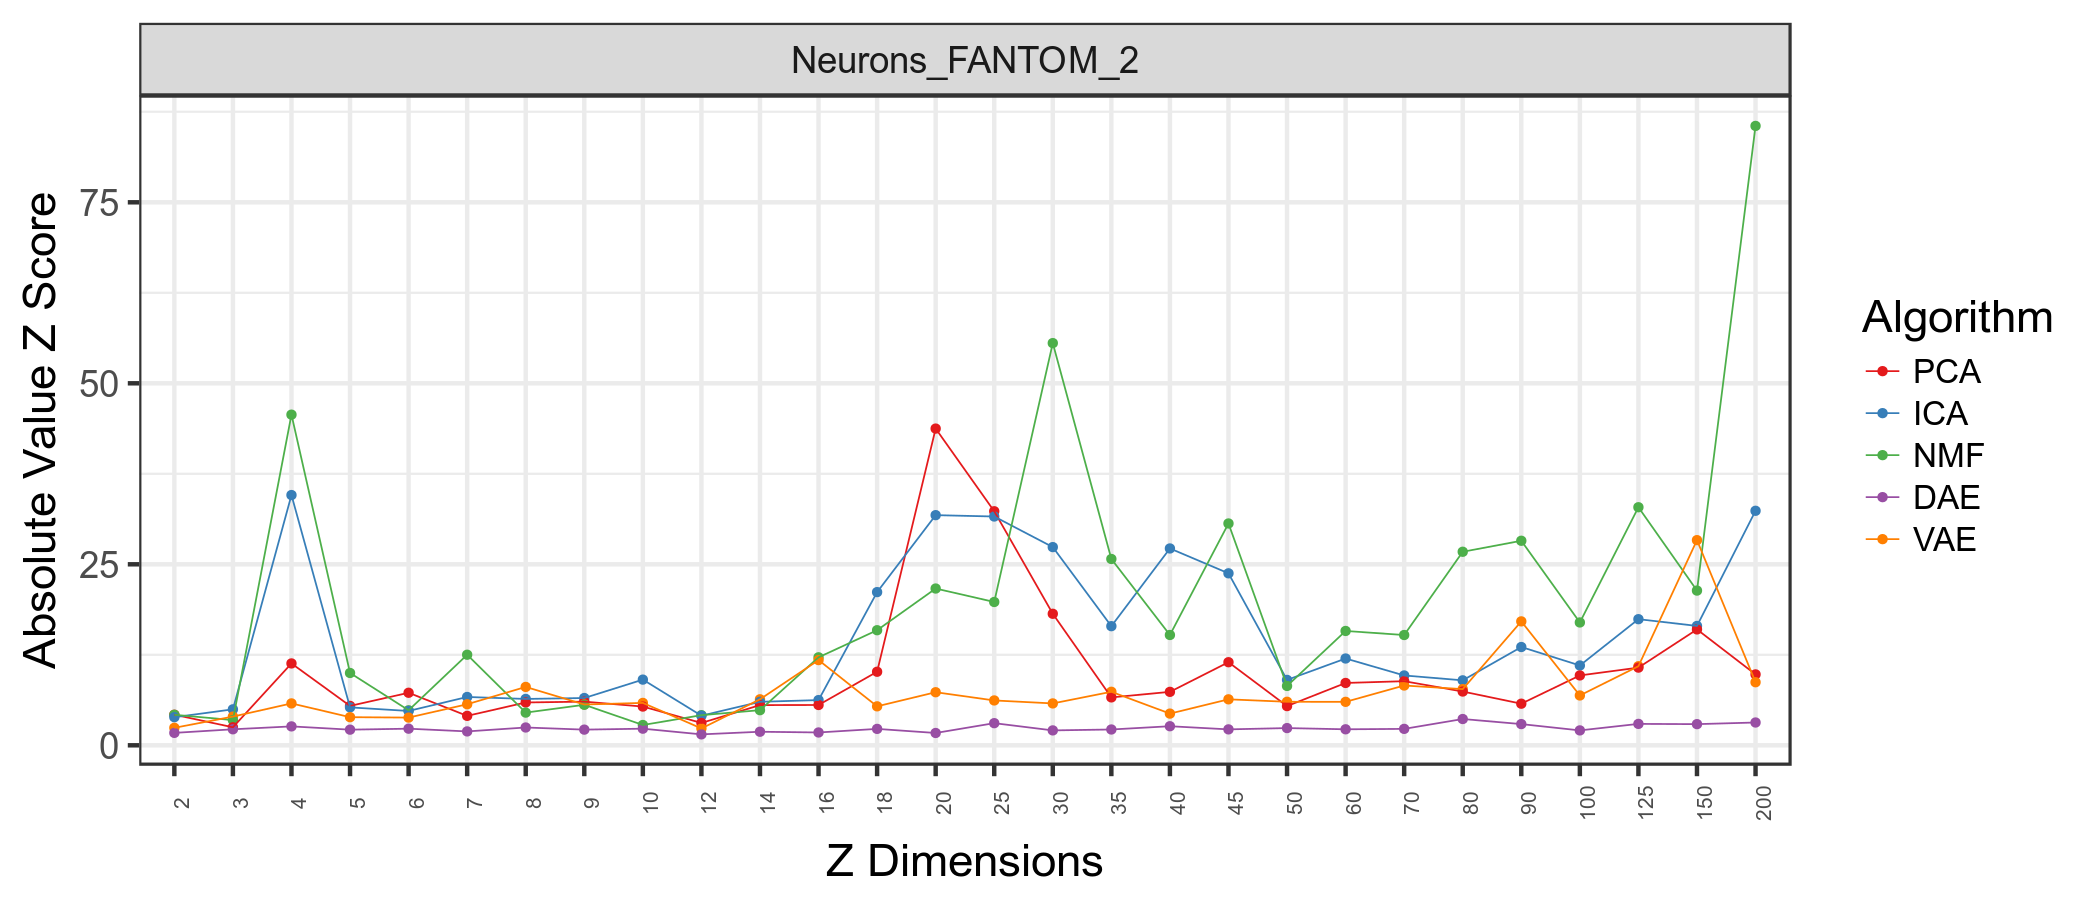 Neurons_FANTOM_2
Absolute Value Z Score
75
50
25
0
2 3 4 5 6 7 8 9 10 12 14 16 18 20 25 30 35 40 45 50 60 70 80 90 100 125 150 200
Z Dimensions
Algorithm
PCA
ICA
NMF
DAE
VAE